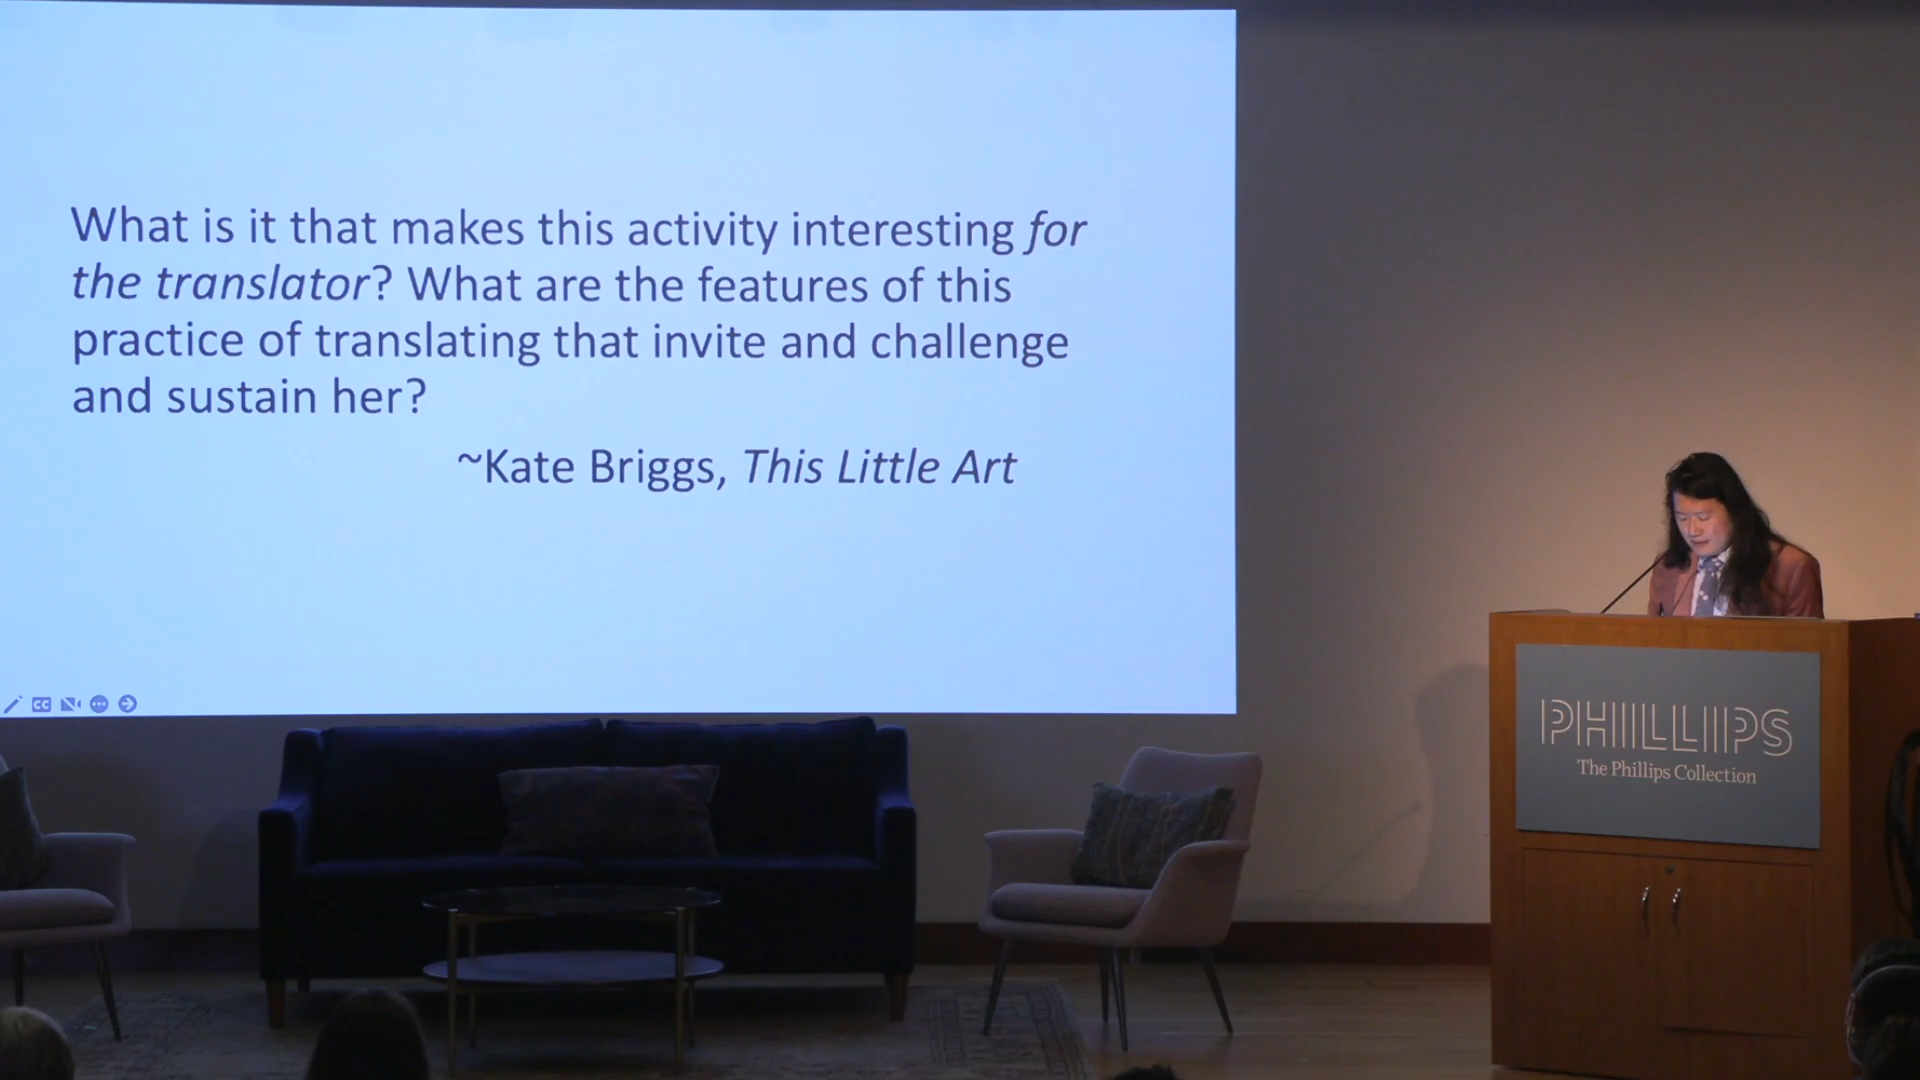 What is it that makes this activity interesting for
the translator? What are the features of this
practice of translating that invite and challenge
and sustain her?
~Kate Briggs, This Little Art
CC
PHILLIPS
The Phillips Collection